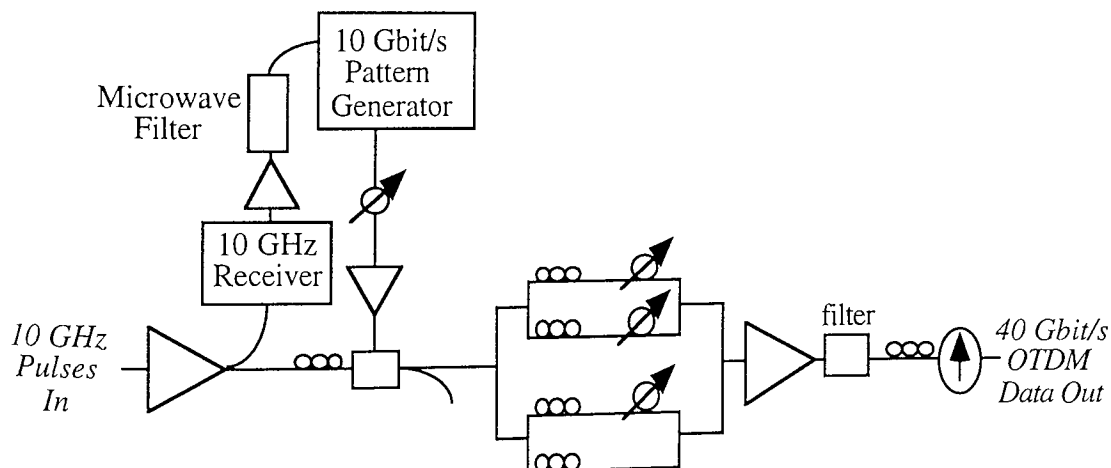 10 Gbit/s
Pattern
Generator
Microwave
Filter
10 GHz
Receiver
10 GHz
Pulses
In
filter
40 Gbit/s
OTDM
Data Out